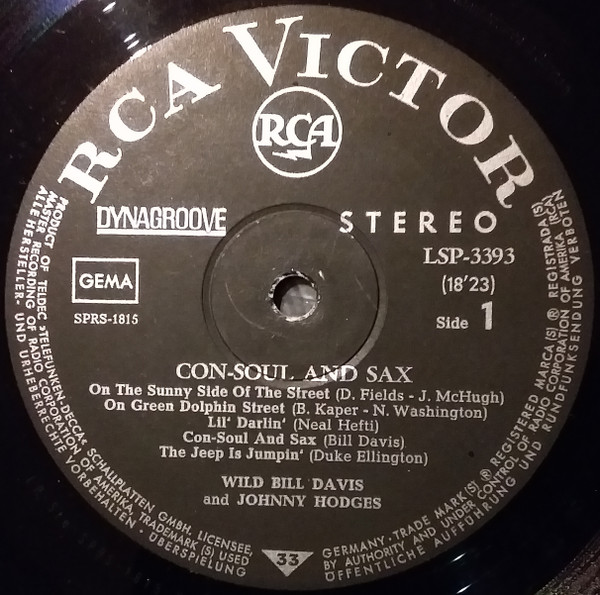 RCA VICTOR
RCA
DYNAGROOVE
STEREO
GEMA
LSP-3393
(18'23)
SPRS-1815
Side 1
CON-SOUL AND SAX
On The Sunny Side Of The Street (D. Fields - J. McHugh)
On Green Dolphin Street (B. Kaper - N. Washington)
Lil' Darlin' (Neal Hefti)
Con-Soul And Sax (Bill Davis)
The Jeep Is Jumpin' (Duke Ellington)
WILD BILL DAVIS
and JOHNNY HODGES
33
PRODUCT OF TELDEC »TELEFUNKEN-DECCA« SCHALLPLATTEN GMBH, LICENSEE,
MASTER RECORDING OF RADIO CORPORATION OF AMERICA, TRADEMARK (S) USED
ALLE HERSTELLER- UND URHEBERRECHTE VORBEHALTEN · ÜBERSPIELUNG
GERMANY · TRADE MARK (S) ® REGISTERED MARCA (S) ® REGISTRADA (S)
BY AUTHORITY AND UNDER CONTROL OF RADIO CORPORATION OF AMERICA (RCA)
ÖFFENTLICHE AUFFÜHRUNG UND RUNDFUNKSENDUNG VERBOTEN